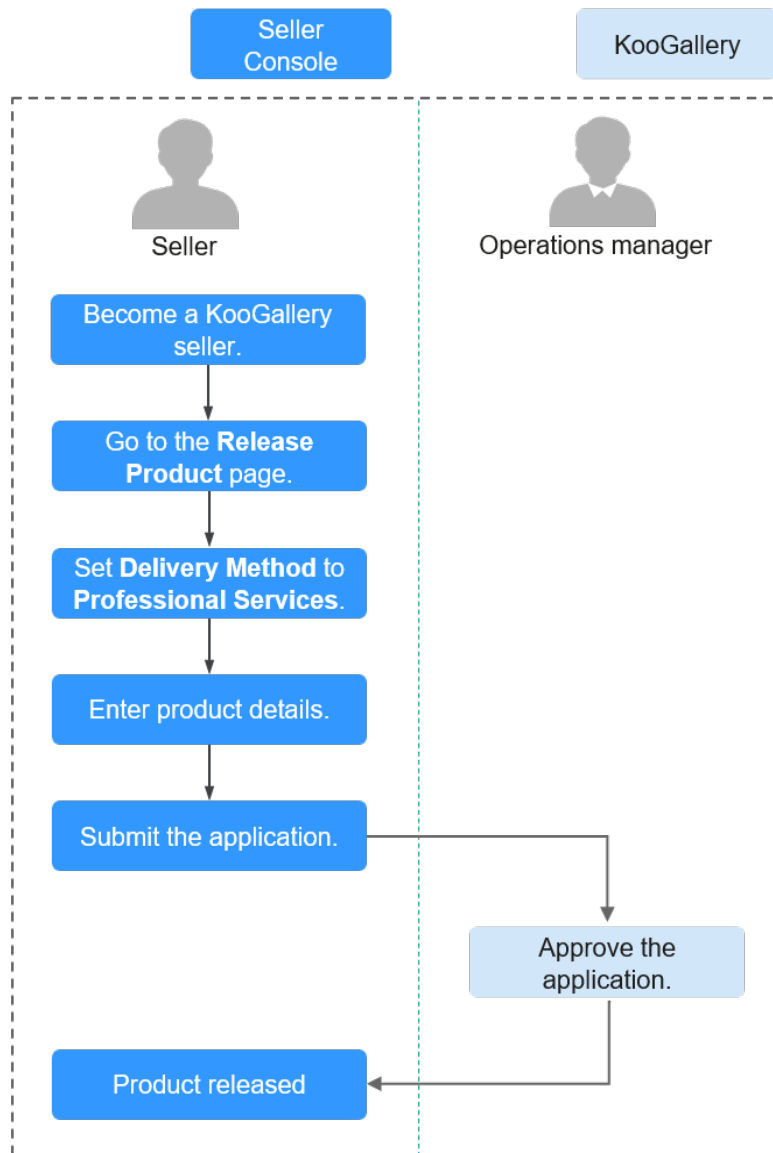 Seller
Console
KooGallery
Seller
Operations manager
Become a KooGallery
seller.
Go to the Release
Product page.
Set Delivery Method to
Professional Services.
Enter product details.
Submit the application.
Approve the
application.
Product released